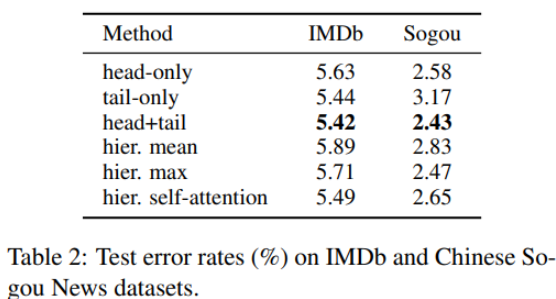 Method IMDb Sogou
head-only 5.63 2.58
tail-only 5.44 3.17
head+tail 5.42 2.43
hier. mean 5.89 2.83
hier. max 5.71 2.47
hier. self-attention 5.49 2.65
Table 2: Test error rates (%) on IMDb and Chinese So-
gou News datasets.